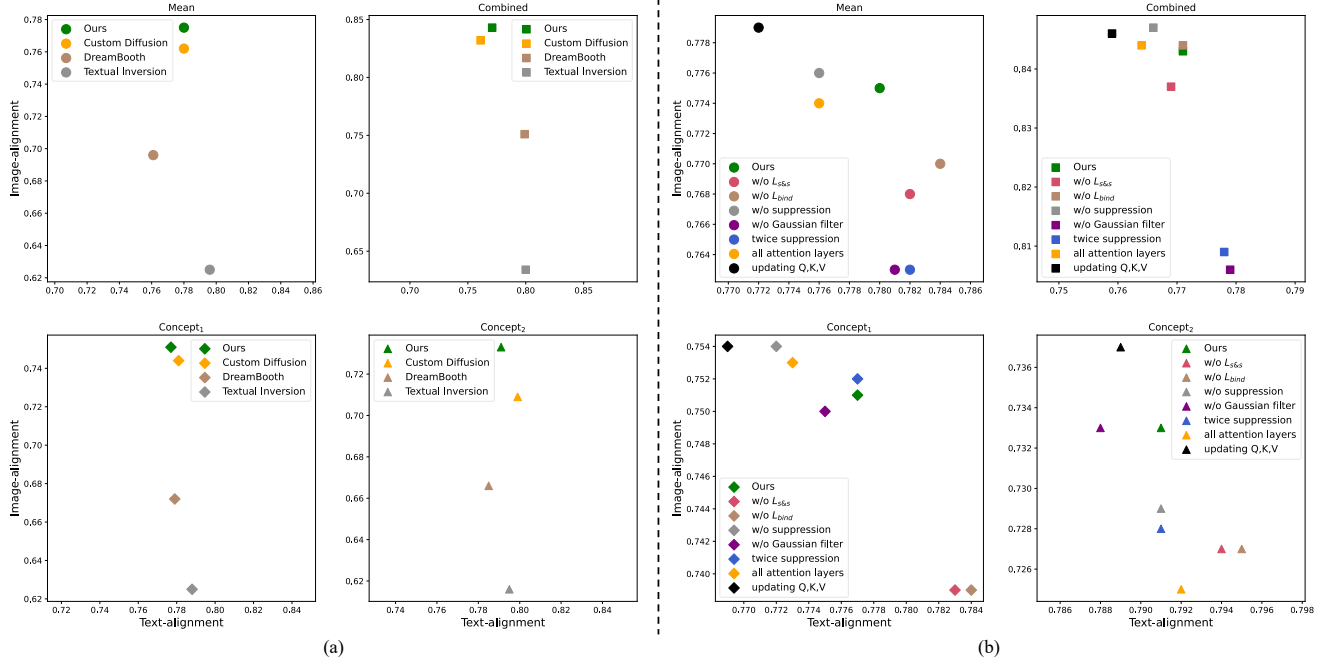 Mean
Image-alignment
0.78
0.76
0.74
0.72
0.70
0.68
0.66
0.64
0.62
0.70 0.72 0.74 0.76 0.78 0.80 0.82 0.84 0.86
Ours
Custom Diffusion
DreamBooth
Textual Inversion
Combined
0.85
0.80
0.75
0.70
0.65
0.70 0.75 0.80 0.85
Ours
Custom Diffusion
DreamBooth
Textual Inversion
Concept₁
Image-alignment
0.74
0.72
0.70
0.68
0.66
0.64
0.62
0.72 0.74 0.76 0.78 0.80 0.82 0.84
Text-alignment
Ours
Custom Diffusion
DreamBooth
Textual Inversion
Concept₂
0.72
0.70
0.68
0.66
0.64
0.62
0.74 0.76 0.78 0.80 0.82 0.84
Text-alignment
Ours
Custom Diffusion
DreamBooth
Textual Inversion
(a)
Mean
Image-alignment
0.778
0.776
0.774
0.772
0.770
0.768
0.766
0.764
0.770 0.772 0.774 0.776 0.778 0.780 0.782 0.784 0.786
Ours
w/o L_s&s
w/o L_bind
w/o suppression
w/o Gaussian filter
twice suppression
all attention layers
updating Q,K,V
Combined
0.84
0.83
0.82
0.81
0.75 0.76 0.77 0.78 0.79
Ours
w/o L_s&s
w/o L_bind
w/o suppression
w/o Gaussian filter
twice suppression
all attention layers
updating Q,K,V
Concept₁
Image-alignment
0.754
0.752
0.750
0.748
0.746
0.744
0.742
0.740
0.770 0.772 0.774 0.776 0.778 0.780 0.782 0.784
Text-alignment
Ours
w/o L_s&s
w/o L_bind
w/o suppression
w/o Gaussian filter
twice suppression
all attention layers
updating Q,K,V
Concept₂
0.736
0.734
0.732
0.730
0.728
0.726
0.786 0.788 0.790 0.792 0.794 0.796 0.798
Text-alignment
Ours
w/o L_s&s
w/o L_bind
w/o suppression
w/o Gaussian filter
twice suppression
all attention layers
updating Q,K,V
(b)